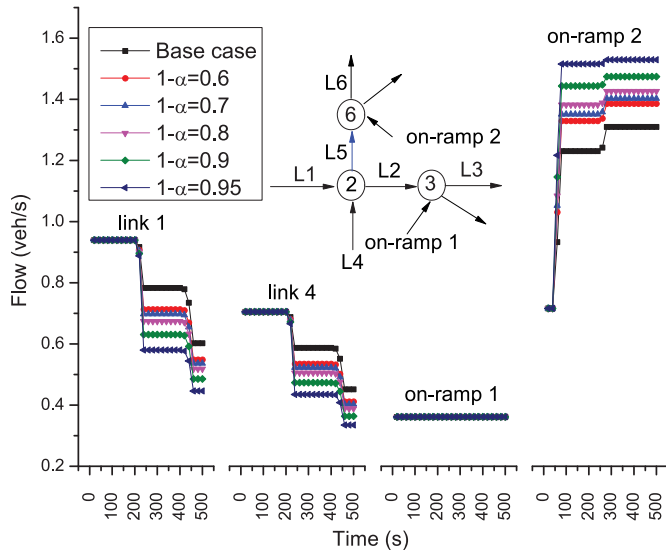 Base case
1-α=0.6
1-α=0.7
1-α=0.8
1-α=0.9
1-α=0.95
on-ramp 2
L6
6
on-ramp 2
L5
L1
L2
L3
2
3
on-ramp 1
L4
link 1
link 4
on-ramp 1
Flow (veh/s)
1.6
1.4
1.2
1.0
0.8
0.6
0.4
0.2
0 100 200 300 400 500
0 100 200 300 400 500
0 100 200 300 400 500
0 100 200 300 400 500
Time (s)